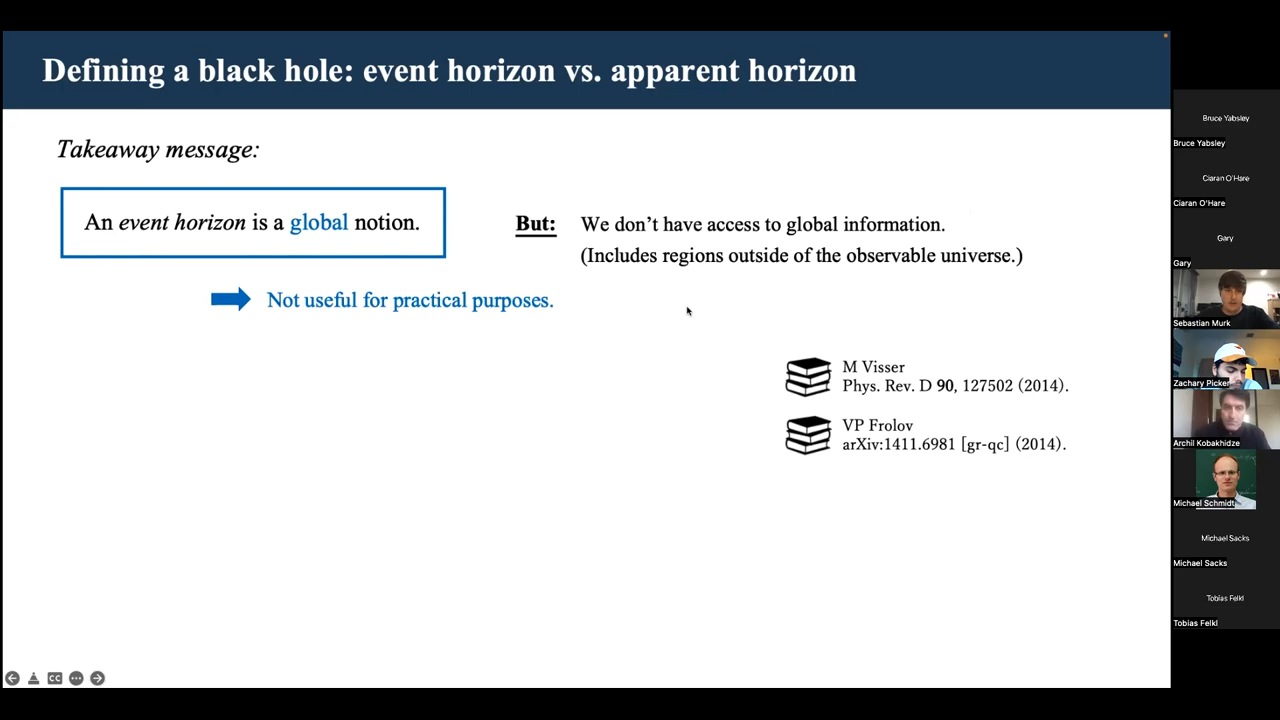 Defining a black hole: event horizon vs. apparent horizon
Takeaway message:
An event horizon is a global notion.
But: We don't have access to global information.
(Includes regions outside of the observable universe.)
Not useful for practical purposes.
M Visser
Phys. Rev. D 90, 127502 (2014).
VP Frolov
arXiv:1411.6981 [gr-qc] (2014).
CC
Bruce Yabsley
Bruce Yabsley
Ciaran O'Hare
Ciaran O'Hare
Gary
Gary
Sebastian Murk
Zachary Picker
Archil Kobakhidze
Michael Schmidt
Michael Sacks
Michael Sacks
Tobias Felkl
Tobias Felkl